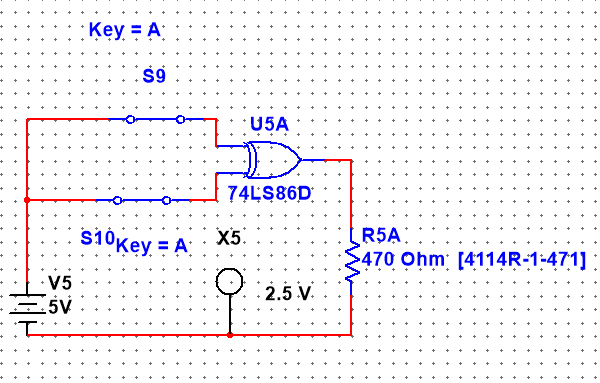 Key = A
S9
U5A
74LS86D
S10
Key = A
X5
R5A
470 Ohm [4114R-1-471]
V5
5V
2.5 V